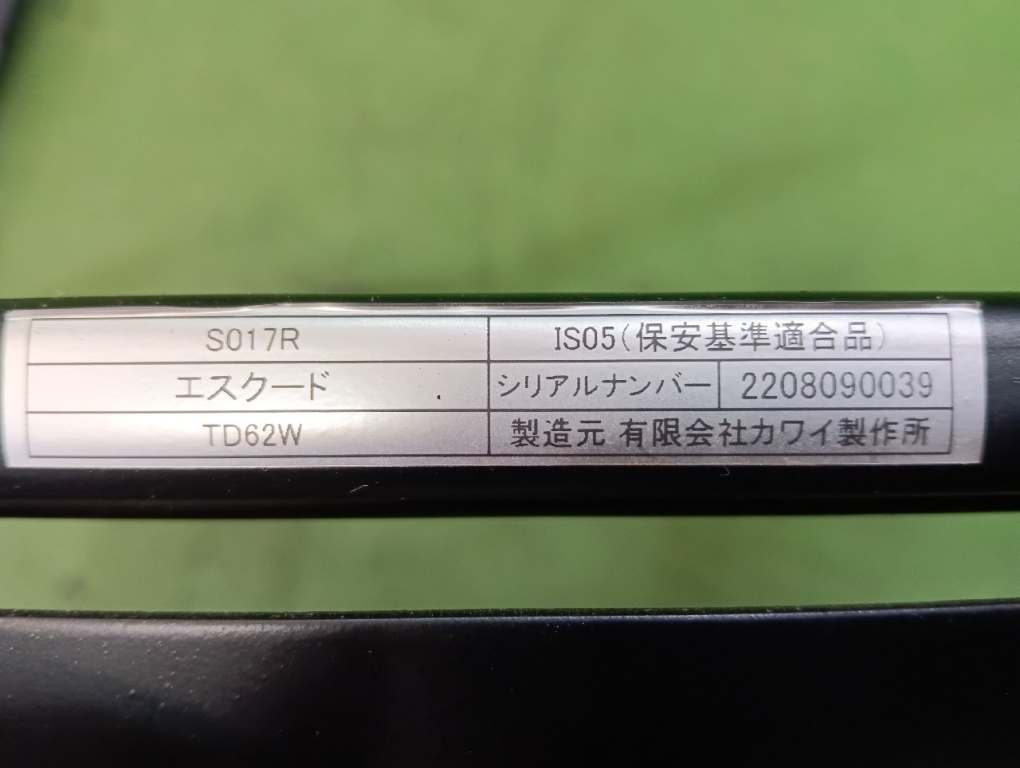 S017R IS05(保安基準適合品)
エスクード シリアルナンバー 2208090039
TD62W 製造元 有限会社カワイ製作所